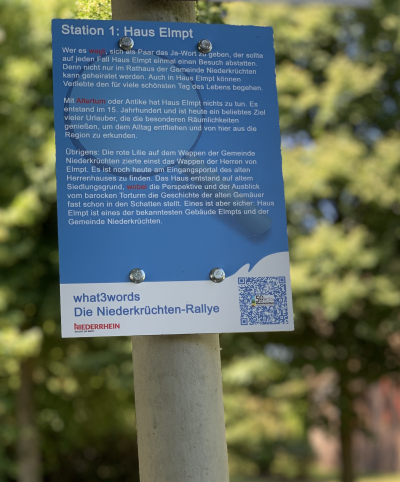 Station 1: Haus Elmpt
Wer es wagt, sich als Paar das Ja-Wort zu geben, der sollte
auf jeden Fall Haus Elmpt einmal einen Besuch abstatten.
Denn nicht nur im Rathaus der Gemeinde Niederkrüchten
kann geheiratet werden. Auch in Haus Elmpt können
Verliebte den für viele schönsten Tag des Lebens begehen.
Mit Altertum oder Antike hat Haus Elmpt nichts zu tun. Es
entstand im 15. Jahrhundert und ist heute ein beliebtes Ziel
vieler Urlauber, die die besonderen Räumlichkeiten
genießen, um dem Alltag entfliehen und von hier aus die
Region zu erkunden.
Übrigens: Die rote Lilie auf dem Wappen der Gemeinde
Niederkrüchten zierte einst das Wappen der Herren von
Elmpt. Es ist noch heute am Eingangsportal des alten
Herrenhauses zu finden. Das Haus entstand auf altem
Siedlungsgrund, wobei die Perspektive und der Ausblick
vom barocken Torturm die Geschichte der alten Gemäuer
fast schon in den Schatten stellt. Eines ist aber sicher: Haus
Elmpt ist eines der bekanntesten Gebäude Elmpts und der
Gemeinde Niederkrüchten.
what3words
Die Niederkrüchten-Rallye
NIEDERRHEIN